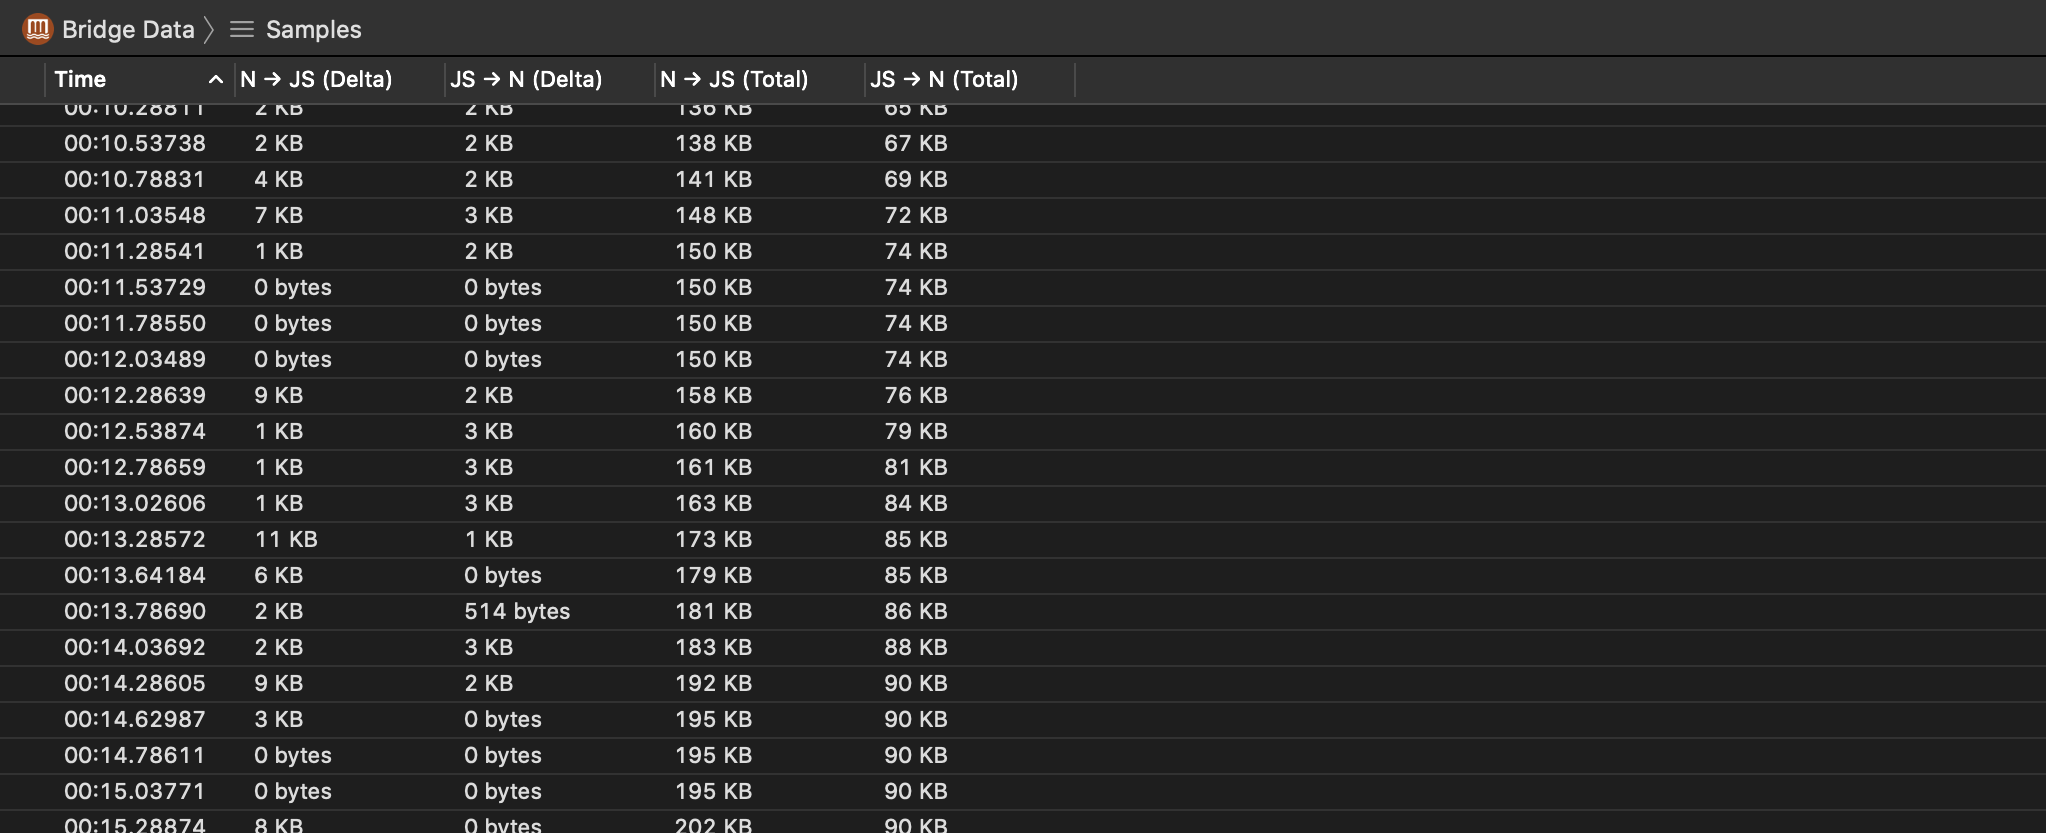 Bridge Data Samples
Time N → JS (Delta) JS → N (Delta) N → JS (Total) JS → N (Total)
00:10.28811 2 KB 2 KB 136 KB 65 KB
00:10.53738 2 KB 2 KB 138 KB 67 KB
00:10.78831 4 KB 2 KB 141 KB 69 KB
00:11.03548 7 KB 3 KB 148 KB 72 KB
00:11.28541 1 KB 2 KB 150 KB 74 KB
00:11.53729 0 bytes 0 bytes 150 KB 74 KB
00:11.78550 0 bytes 0 bytes 150 KB 74 KB
00:12.03489 0 bytes 0 bytes 150 KB 74 KB
00:12.28639 9 KB 2 KB 158 KB 76 KB
00:12.53874 1 KB 3 KB 160 KB 79 KB
00:12.78659 1 KB 3 KB 161 KB 81 KB
00:13.02606 1 KB 3 KB 163 KB 84 KB
00:13.28572 11 KB 1 KB 173 KB 85 KB
00:13.64184 6 KB 0 bytes 179 KB 85 KB
00:13.78690 2 KB 514 bytes 181 KB 86 KB
00:14.03692 2 KB 3 KB 183 KB 88 KB
00:14.28605 9 KB 2 KB 192 KB 90 KB
00:14.62987 3 KB 0 bytes 195 KB 90 KB
00:14.78611 0 bytes 0 bytes 195 KB 90 KB
00:15.03771 0 bytes 0 bytes 195 KB 90 KB
00:15.28874 8 KB 0 bytes 202 KB 90 KB